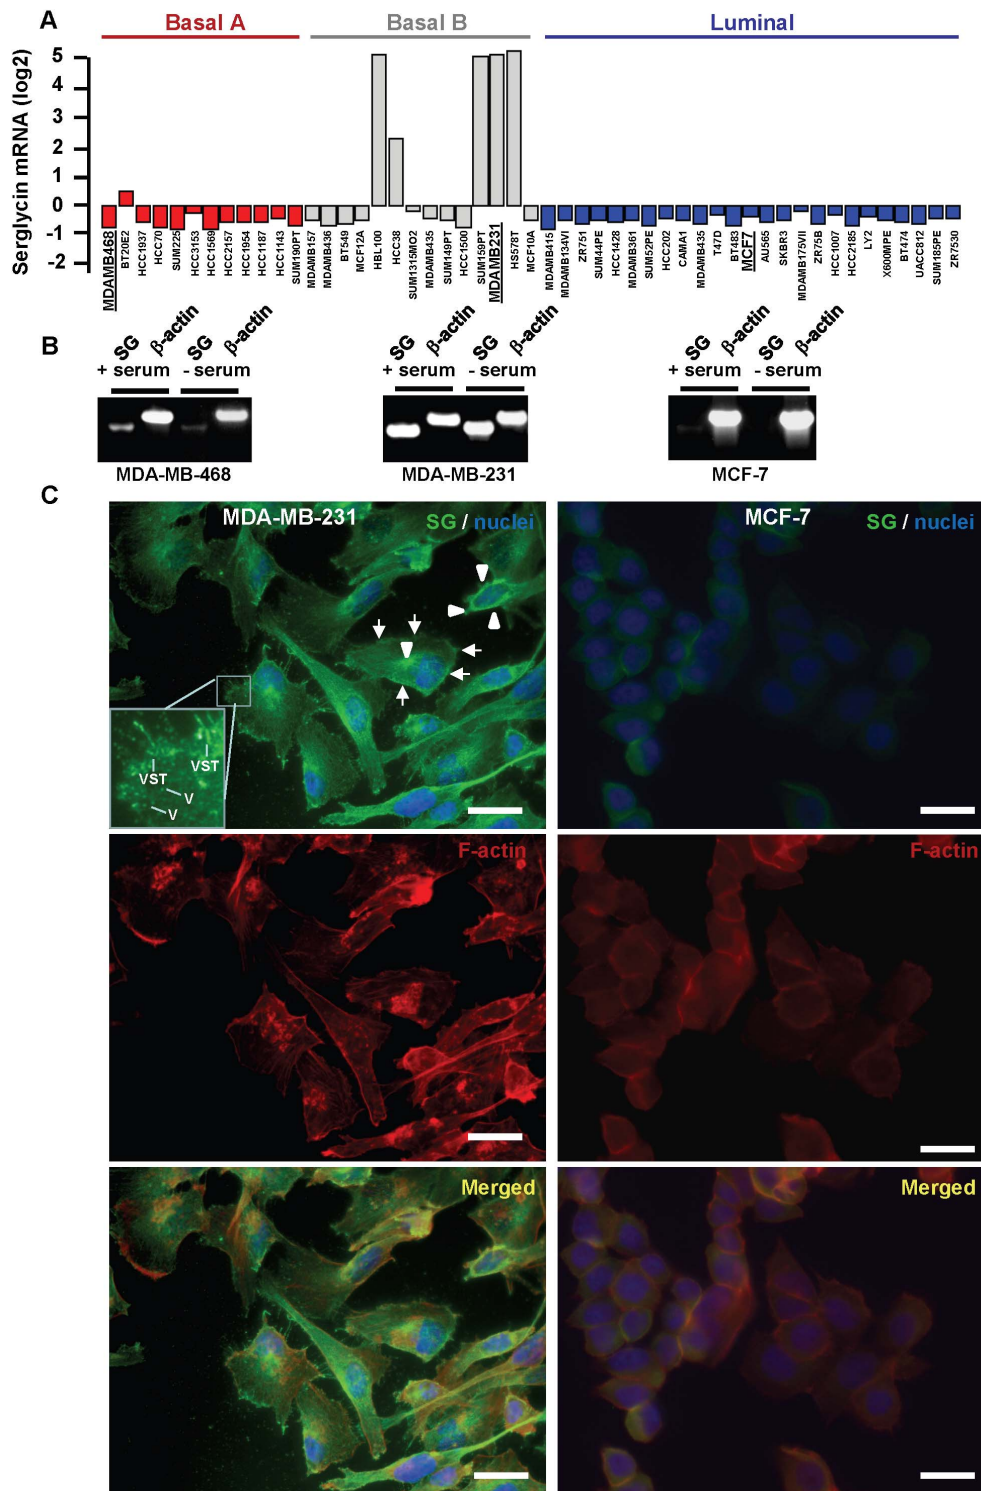 A
Basal A
Basal B
Luminal
Serglycin mRNA (log2)
5
4
3
2
1
0
-1
-2
MDAMB468
BT20E2
HCC1937
HCC70
SUM225
HCC3153
HCC1569
HCC2157
HCC1954
HCC1187
HCC1143
SUM190PT
MDAMB157
MDAMB436
BT549
MCF12A
HBL100
HCC38
SUM1315MO2
MDAMB435
SUM149PT
HCC1500
SUM159PT
MDAMB231
HS578T
MCF10A
MDAMB415
MDAMB134VI
ZR751
SUM44PE
HCC1428
MDAMB361
SUM52PE
HCC202
CAMA1
MDAMB435
T47D
BT483
MCF7
AU565
SKBR3
MDAMB175VII
ZR75B
HCC1007
HCC2185
LY2
X600MPE
BT474
UACC812
SUM185PE
ZR7530
B
SG β-actin SG β-actin
+ serum - serum
MDA-MB-468
SG β-actin SG β-actin
+ serum - serum
MDA-MB-231
SG β-actin SG β-actin
+ serum - serum
MCF-7
C
MDA-MB-231
SG / nuclei
VST
VST
V
V
MCF-7
SG / nuclei
F-actin
F-actin
Merged
Merged